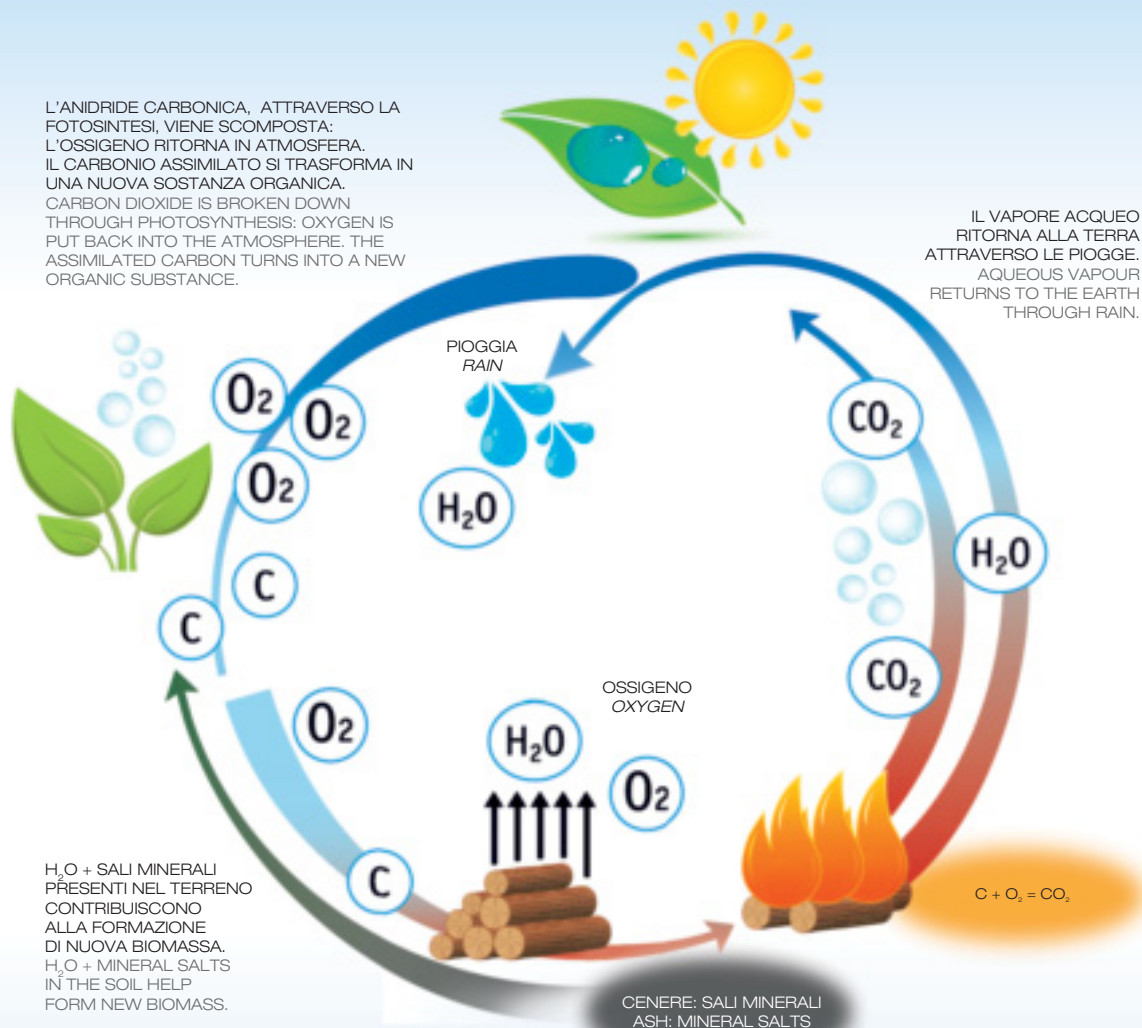 L'ANIDRIDE CARBONICA, ATTRAVERSO LA
FOTOSINTESI, VIENE SCOMPOSTA:
L'OSSIGENO RITORNA IN ATMOSFERA.
IL CARBONIO ASSIMILATO SI TRASFORMA IN
UNA NUOVA SOSTANZA ORGANICA.
CARBON DIOXIDE IS BROKEN DOWN
THROUGH PHOTOSYNTHESIS: OXYGEN IS
PUT BACK INTO THE ATMOSPHERE. THE
ASSIMILATED CARBON TURNS INTO A NEW
ORGANIC SUBSTANCE.
IL VAPORE ACQUEO
RITORNA ALLA TERRA
ATTRAVERSO LE PIOGGE.
AQUEOUS VAPOUR
RETURNS TO THE EARTH
THROUGH RAIN.
PIOGGIA
RAIN
O₂
O₂
O₂
H₂O
CO₂
H₂O
C
C
CO₂
O₂
OSSIGENO
OXYGEN
H₂O
O₂
C
C + O₂ = CO₂
H₂O + SALI MINERALI
PRESENTI NEL TERRENO
CONTRIBUISCONO
ALLA FORMAZIONE
DI NUOVA BIOMASSA.
H₂O + MINERAL SALTS
IN THE SOIL HELP
FORM NEW BIOMASS.
CENERE: SALI MINERALI
ASH: MINERAL SALTS